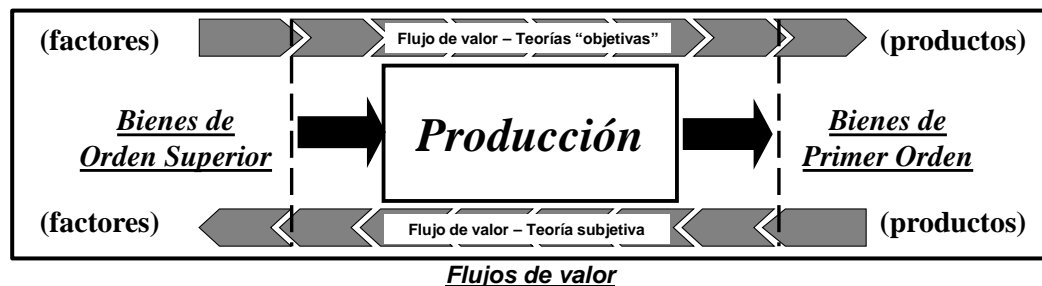 (factores)
Flujo de valor – Teorías “objetivas”
(productos)
Bienes de
Orden Superior
Producción
Bienes de
Primer Orden
(factores)
Flujo de valor – Teoría subjetiva
(productos)
Flujos de valor